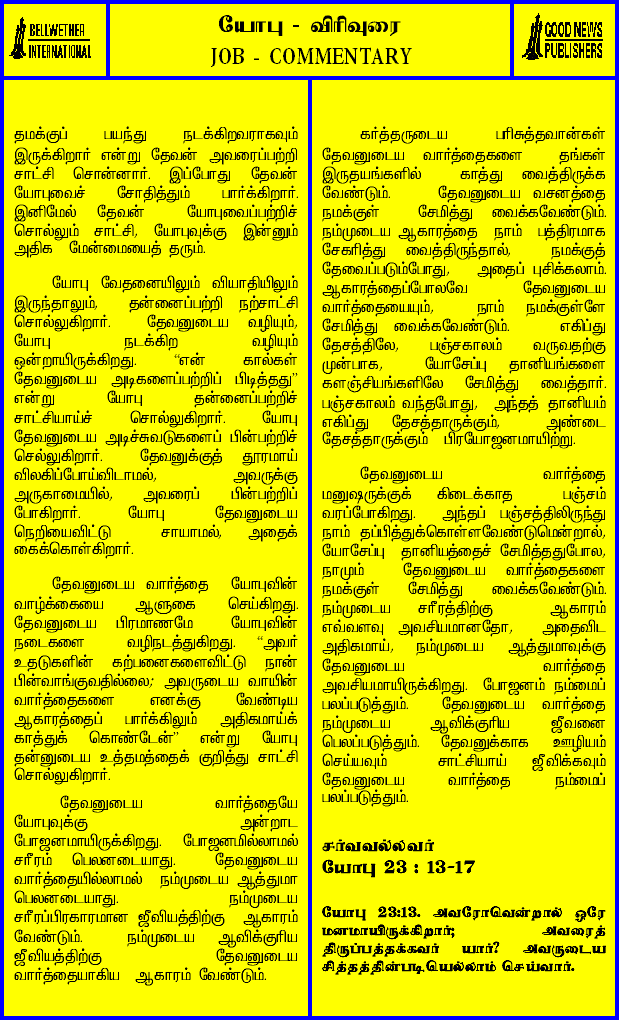 BELLWETHER
INTERNATIONAL
யோபு - விரிவுரை
JOB - COMMENTARY
GOOD NEWS
PUBLISHERS
தமக்குப் பயந்து நடக்கிறவராகவும்
இருக்கிறார் என்று தேவன் அவரைப்பற்றி
சாட்சி சொன்னார். இப்போது தேவன்
யோபுவைச் சோதித்தும் பார்க்கிறார்.
இனிமேல் தேவன் யோபுவைப்பற்றிச்
சொல்லும் சாட்சி, யோபுவுக்கு இன்னும்
அதிக மேன்மையைத் தரும்.
யோபு வேதனையிலும் வியாதியிலும்
இருந்தாலும், தன்னைப்பற்றி நற்சாட்சி
சொல்லுகிறார். தேவனுடைய வழியும்,
யோபு நடக்கிற வழியும்
ஒன்றாயிருக்கிறது. “என் கால்கள்
தேவனுடைய அடிகளைப்பற்றிப் பிடித்தது”
என்று யோபு தன்னைப்பற்றிச்
சாட்சியாய்ச் சொல்லுகிறார். யோபு
தேவனுடைய அடிச்சுவடுகளைப் பின்பற்றிச்
செல்லுகிறார். தேவனுக்குத் தூரமாய்
விலகிப்போய்விடாமல், அவருக்கு
அருகாமையில், அவரைப் பின்பற்றிப்
போகிறார். யோபு தேவனுடைய
நெறியைவிட்டு சாயாமல், அதைக்
கைக்கொள்கிறார்.
தேவனுடைய வார்த்தை யோபுவின்
வாழ்க்கையை ஆளுகை செய்கிறது.
தேவனுடைய பிரமாணமே யோபுவின்
நடைகளை வழிநடத்துகிறது. “அவர்
உதடுகளின் கற்பனைகளைவிட்டு நான்
பின்வாங்குவதில்லை; அவருடைய வாயின்
வார்த்தைகளை எனக்கு வேண்டிய
ஆகாரத்தைப் பார்க்கிலும் அதிகமாய்க்
காத்துக் கொண்டேன்” என்று யோபு
தன்னுடைய உத்தமத்தைக் குறித்து சாட்சி
சொல்லுகிறார்.
தேவனுடைய வார்த்தையே
யோபுவுக்கு அன்றாட
போஜனமாயிருக்கிறது. போஜனமில்லாமல்
சரீரம் பெலனடையாது. தேவனுடைய
வார்த்தையில்லாமல் நம்முடைய ஆத்துமா
பெலனடையாது. நம்முடைய
சரீரப்பிரகாரமான ஜீவியத்திற்கு ஆகாரம்
வேண்டும். நம்முடைய ஆவிக்குரிய
ஜீவியத்திற்கு தேவனுடைய
வார்த்தையாகிய ஆகாரம் வேண்டும்.
கர்த்தருடைய பரிசுத்தவான்கள்
தேவனுடைய வார்த்தைகளை தங்கள்
இருதயங்களில் காத்து வைத்திருக்க
வேண்டும். தேவனுடைய வசனத்தை
நமக்குள் சேமித்து வைக்கவேண்டும்.
நம்முடைய ஆகாரத்தை நாம் பத்திரமாக
சேகரித்து வைத்திருந்தால், நமக்குத்
தேவைப்படும்போது, அதைப் புசிக்கலாம்.
ஆகாரத்தைப்போலவே தேவனுடைய
வார்த்தையையும், நாம் நமக்குள்ளே
சேமித்து வைக்கவேண்டும். எகிப்து
தேசத்திலே, பஞ்சகாலம் வருவதற்கு
முன்பாக, யோசேப்பு தானியங்களை
களஞ்சியங்களிலே சேமித்து வைத்தார்.
பஞ்சகாலம் வந்தபோது, அந்தத் தானியம்
எகிப்து தேசத்தாருக்கும், அண்டை
தேசத்தாருக்கும் பிரயோஜனமாயிற்று.
தேவனுடைய வார்த்தை
மனுஷருக்குக் கிடைக்காத பஞ்சம்
வரப்போகிறது. அந்தப் பஞ்சத்திலிருந்து
நாம் தப்பித்துக்கொள்ளவேண்டுமென்றால்,
யோசேப்பு தானியத்தைச் சேமித்ததுபோல,
நாமும் தேவனுடைய வார்த்தைகளை
நமக்குள் சேமித்து வைக்கவேண்டும்.
நம்முடைய சரீரத்திற்கு ஆகாரம்
எவ்வளவு அவசியமானதோ, அதைவிட
அதிகமாய், நம்முடைய ஆத்துமாவுக்கு
தேவனுடைய வார்த்தை
அவசியமாயிருக்கிறது. போஜனம் நம்மைப்
பலப்படுத்தும். தேவனுடைய வார்த்தை
நம்முடைய ஆவிக்குரிய ஜீவனை
பெலப்படுத்தும். தேவனுக்காக ஊழியம்
செய்யவும் சாட்சியாய் ஜீவிக்கவும்
தேவனுடைய வார்த்தை நம்மைப்
பலப்படுத்தும்.
சர்வவல்லவர்
யோபு 23 : 13-17
யோபு 23:13. அவரோவென்றால் ஒரே
மனமாயிருக்கிறார்; அவரைத்
திருப்பத்தக்கவர் யார்? அவருடைய
சித்தத்தின்படியெல்லாம் செய்வார்.